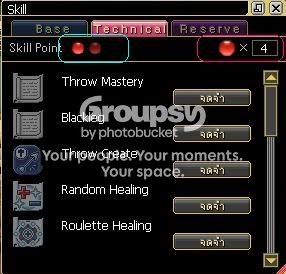 Skill
Base Technical Reserve
Skill Point × 4
Throw Mastery
จดจำ
Blackleg
จดจำ
Throw Create
จดจำ
Random Healing
จดจำ
Roulette Healing
จดจำ
Groupsy
by photobucket
Your people. Your moments.
Your space.